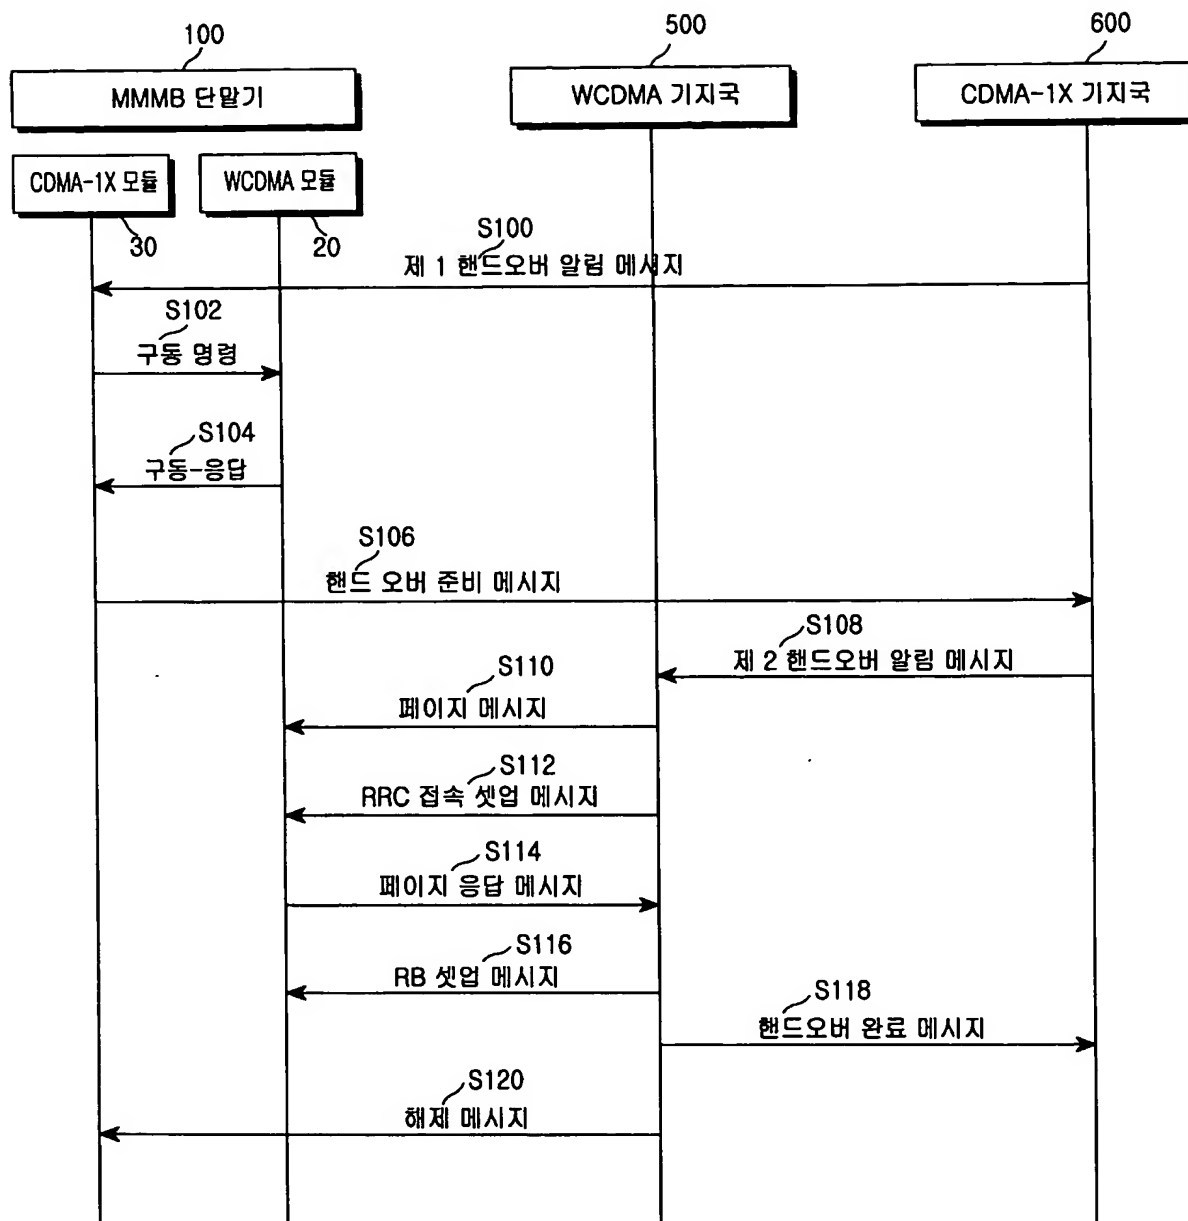 100
500
600
MMMB 단말기
WCDMA 기지국
CDMA-1X 기지국
CDMA-1X 모듈
WCDMA 모듈
30
20
S100
제 1 핸드오버 알림 메시지
S102
구동 명령
S104
구동-응답
S106
핸드 오버 준비 메시지
S108
제 2 핸드오버 알림 메시지
S110
페이지 메시지
S112
RRC 접속 셋업 메시지
S114
페이지 응답 메시지
S116
RB 셋업 메시지
S118
핸드오버 완료 메시지
S120
해제 메시지